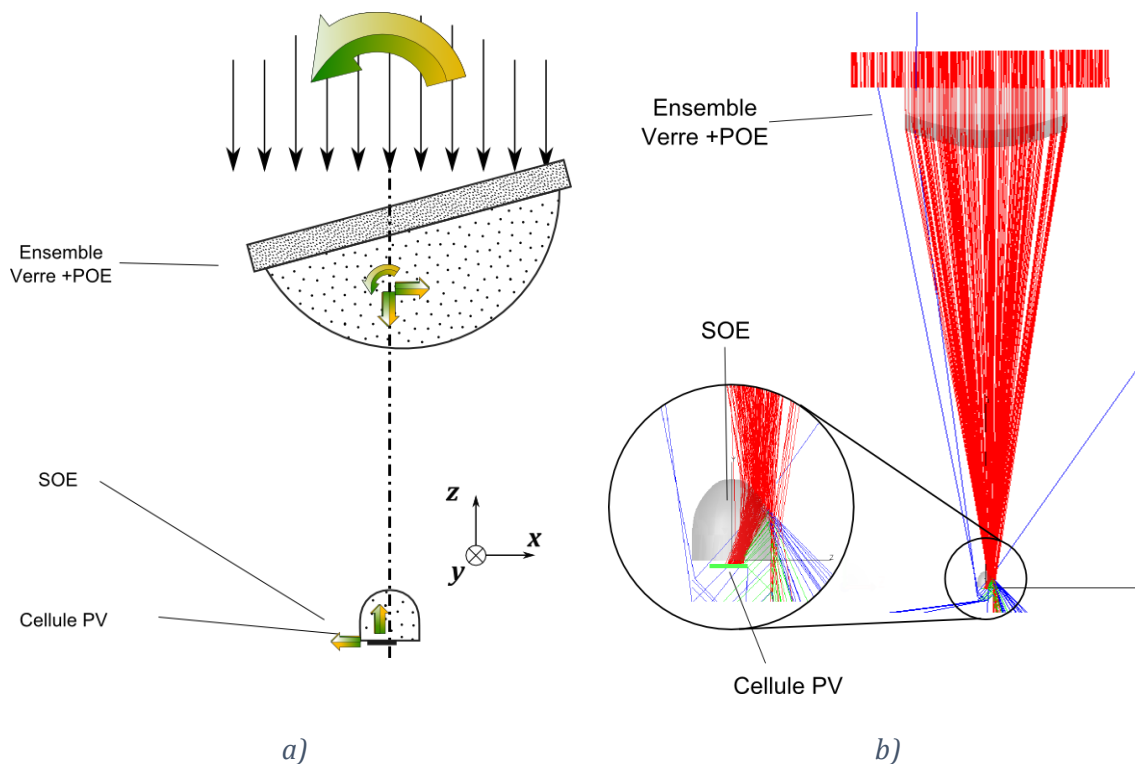 Ensemble
Verre +POE
SOE
Cellule PV
z
x
y
a)
Ensemble
Verre +POE
SOE
Cellule PV
b)